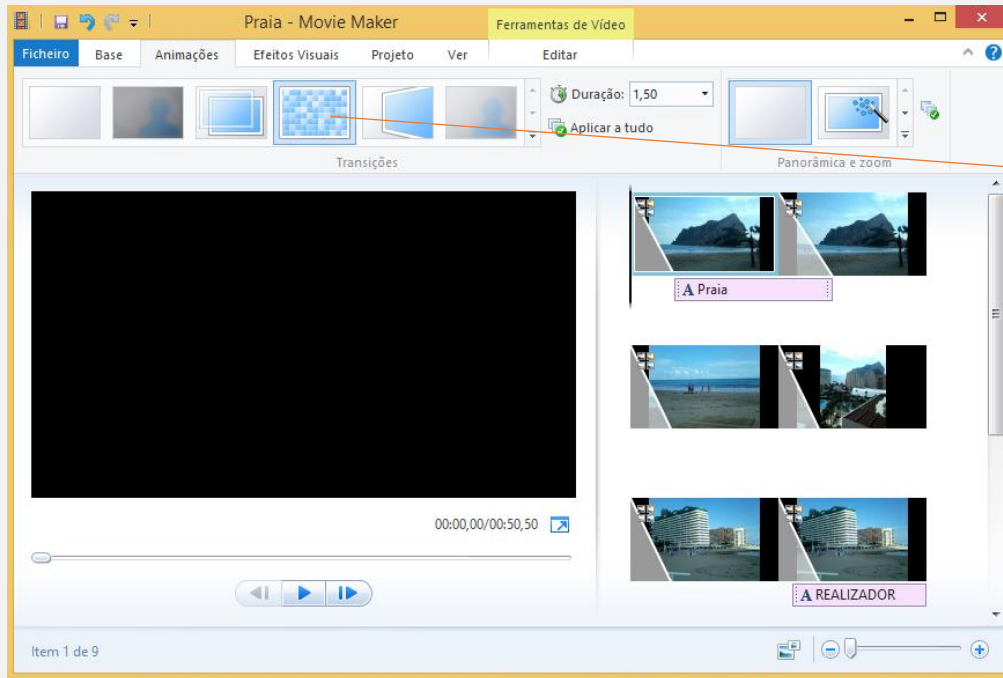 Praia - Movie Maker
Ferramentas de Vídeo
Ficheiro Base Animações Efeitos Visuais Projeto Ver Editar
Duração: 1,50
Aplicar a tudo
Transições
Panorâmica e zoom
A Praia
00:00,00/00:50,50
A REALIZADOR
Item 1 de 9